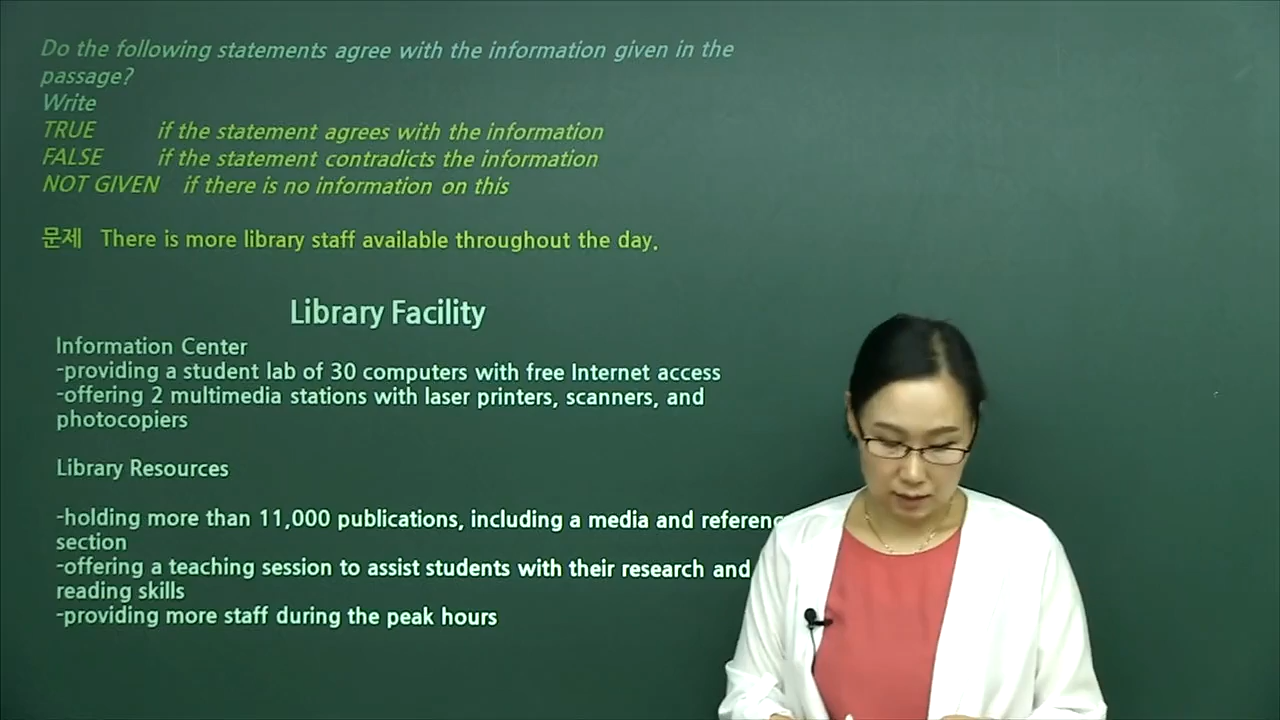 Do the following statements agree with the information given in the
passage?
Write
TRUE if the statement agrees with the information
FALSE if the statement contradicts the information
NOT GIVEN if there is no information on this
문제 There is more library staff available throughout the day.
Library Facility
Information Center
-providing a student lab of 30 computers with free Internet access
-offering 2 multimedia stations with laser printers, scanners, and
photocopiers
Library Resources
-holding more than 11,000 publications, including a media and referenc
section
-offering a teaching session to assist students with their research and
reading skills
-providing more staff during the peak hours